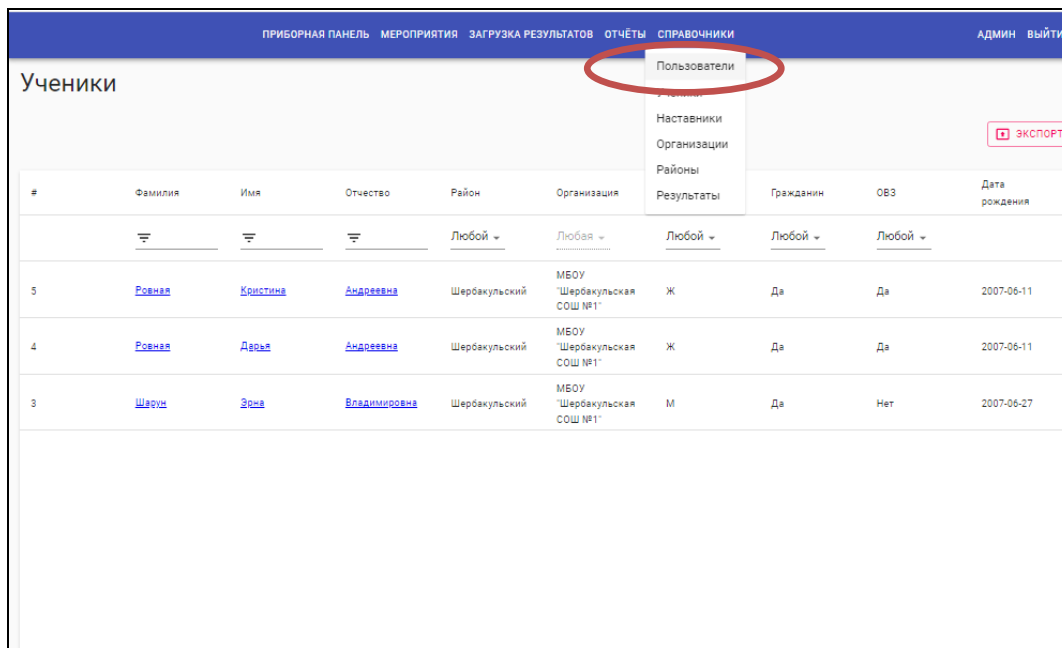 ПРИБОРНАЯ ПАНЕЛЬ МЕРОПРИЯТИЯ ЗАГРУЗКА РЕЗУЛЬТАТОВ ОТЧЁТЫ СПРАВОЧНИКИ АДМИН ВЫЙТИ
Ученики
Пользователи
Ученики
Наставники
Организации
Районы
Результаты
ЭКСПОРТ
# Фамилия Имя Отчество Район Организация Гражданин ОВЗ Дата рождения
Любой Любая Любой Любой Любой
5 Ровная Кристина Андреевна Шербакульский МБОУ "Шербакульская СОШ №1" Ж Да Да 2007-06-11
4 Ровная Дарья Андреевна Шербакульский МБОУ "Шербакульская СОШ №1" Ж Да Да 2007-06-11
3 Шарун Эрна Владимировна Шербакульский МБОУ "Шербакульская СОШ №1" М Да Нет 2007-06-27